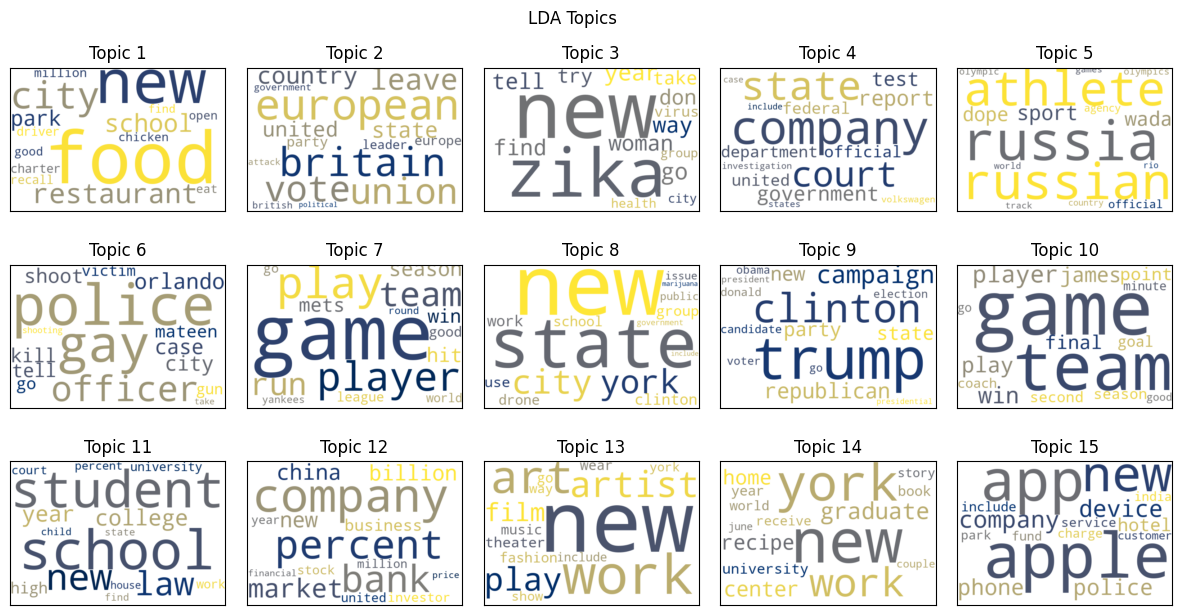 LDA Topics
Topic 1
million new
city find
park school open
driver chicken
good food
charter
recall restaurant eat
Topic 2
country leave
government
european
united state
party leader europe
attack britain
vote union
british political
Topic 3
tell try year take
new don
virus
way
find woman
group
zika go
health city
Topic 4
case state test
include federal report
company
department official
investigation court
united government
states volkswagen
Topic 5
olympic games olympics
athlete
dope sport agency wada
russia
world rio
russian
track country official
Topic 6
shoot victim orlando
police
shooting gay mateen
kill case
tell city
go officer gun
take
Topic 7
go play season
mets team
round win
game good
hit
run player
yankees league world
Topic 8
new issue
marijuana
public
group
work school government
state include
use city york
drone clinton
Topic 9
obama new campaign
president
donald clinton election
candidate party state
voter go trump
republican
presidential
Topic 10
player james point
minute
go game
final goal
play team
coach
win second season good
Topic 11
court percent university
student
year college
child state
school
high new house law work
find
Topic 12
china billion
company
year new business
percent
financial stock million
market bank price
united investor
Topic 13
wear york
art go artist
way
film new
music
theater
fashion include
play work
show
Topic 14
home york story
year book
world graduate
june receive
recipe new
couple
university
center work
Topic 15
app new
india
include device
company service hotel
park fund charge customer
apple
phone police